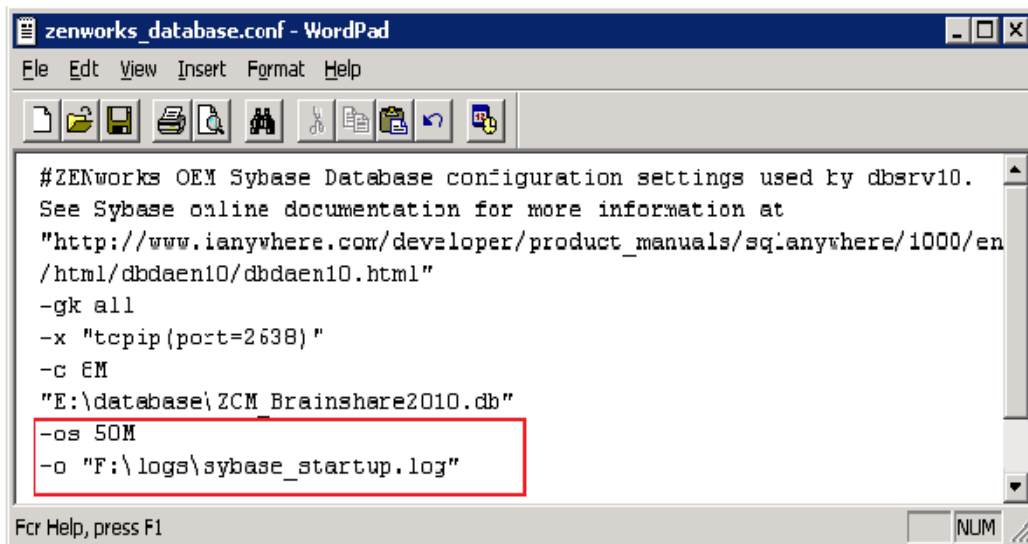 zenworks_database.conf - WordPad
File Edit View Insert Format Help
#ZENworks OEM Sybase Database configuration settings used by dbsrv10.
See Sybase online documentation for more information at
"http://www.ianywhere.com/developer/product_manuals/sqlanywhere/1000/en
/html/dbdaen10/dbdaen10.html"
-gk all
-x "tcpip(port=2638)"
-c 8M
"E:\database\ZCM_Brainshare2010.db"
-os 50M
-o "F:\logs\sybase_startup.log"
For Help, press F1
NUM